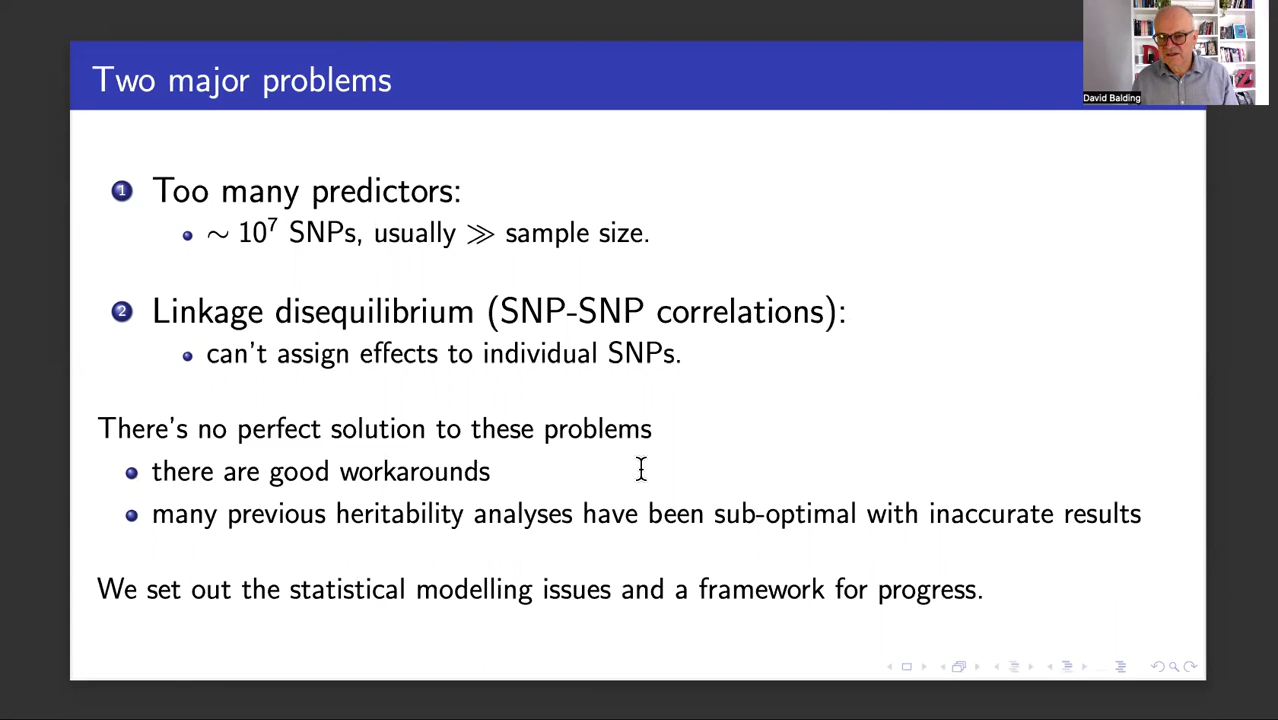 Two major problems
David Balding
1 Too many predictors:
∼ 10⁷ SNPs, usually ≫ sample size.
2 Linkage disequilibrium (SNP-SNP correlations):
can't assign effects to individual SNPs.
There's no perfect solution to these problems
there are good workarounds
many previous heritability analyses have been sub-optimal with inaccurate results
We set out the statistical modelling issues and a framework for progress.